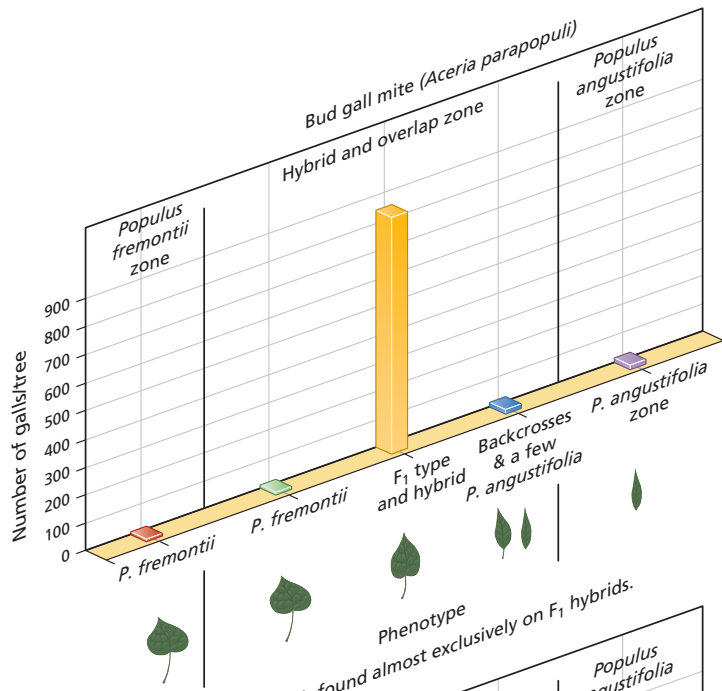 Bud gall mite (Aceria parapopuli)
Populus
fremontii
zone
Hybrid and overlap zone
Populus
angustifolia
zone
Number of galls/tree
900
800
700
600
500
400
300
200
100
0
P. fremontii
P. fremontii
F1 type
and hybrid
Backcrosses
& a few
P. angustifolia
P. angustifolia
zone
Phenotype
found almost exclusively on F1 hybrids.
Populus